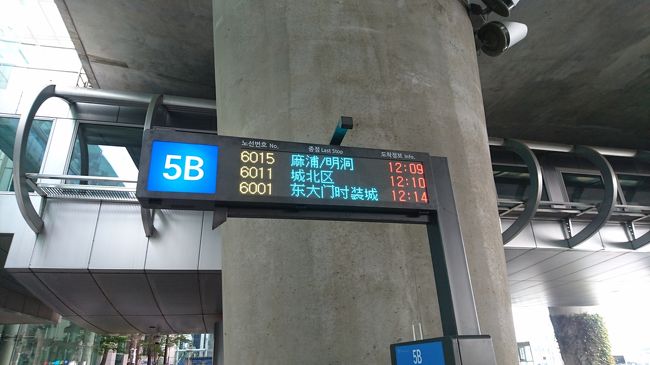 5B
노선번호 No. 종점 Last Stop 도착정보 Info.
6015 麻浦/明洞 12:09
6011 城北区 12:10
6001 东大门时装城 12:14
5B